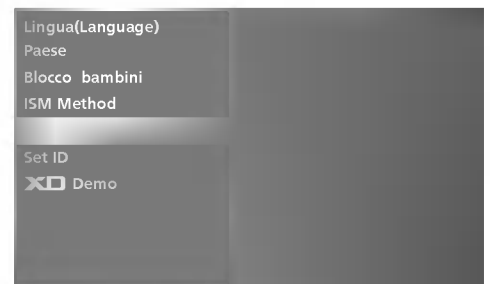 Lingua(Language)
Paese
Blocco bambini
ISM Method
Set ID
XD Demo